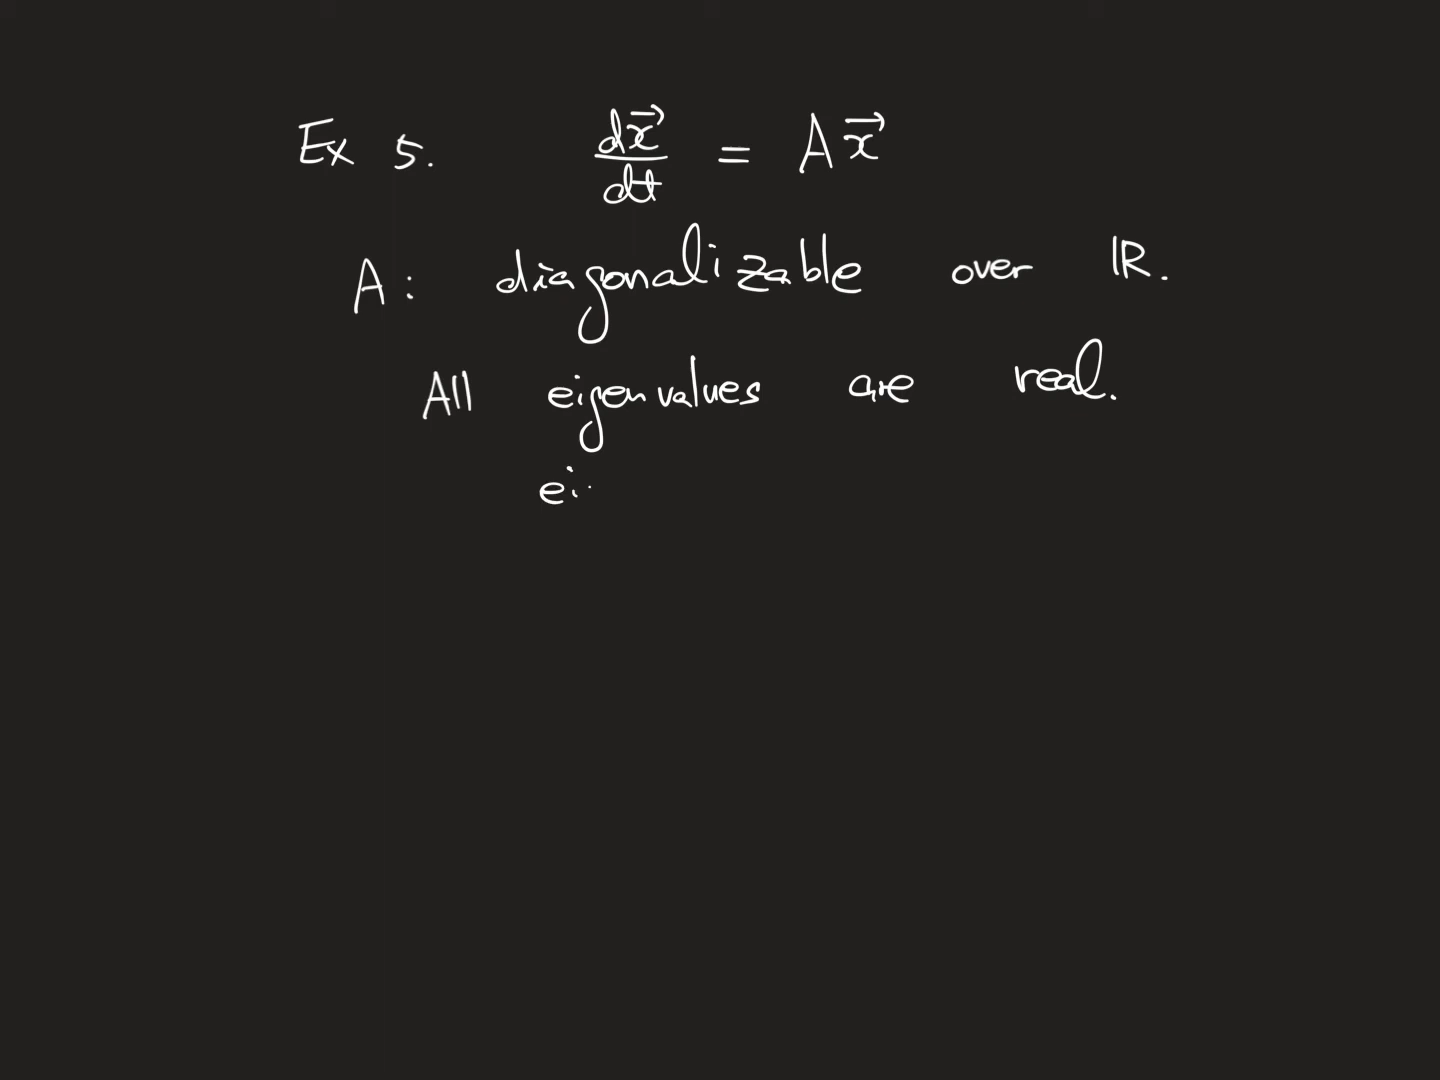 Ex 5. dx⃗/dt = Ax⃗
A: diagonalizable over ℝ.
All eigenvalues are real.
ei